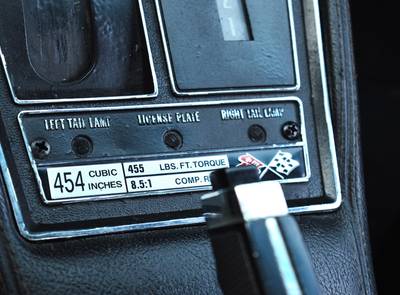 LEFT TAIL LAMP LICENSE PLATE RIGHT TAIL LAMP
454 CUBIC INCHES
455 LBS. FT. TORQUE
8.5:1 COMP.